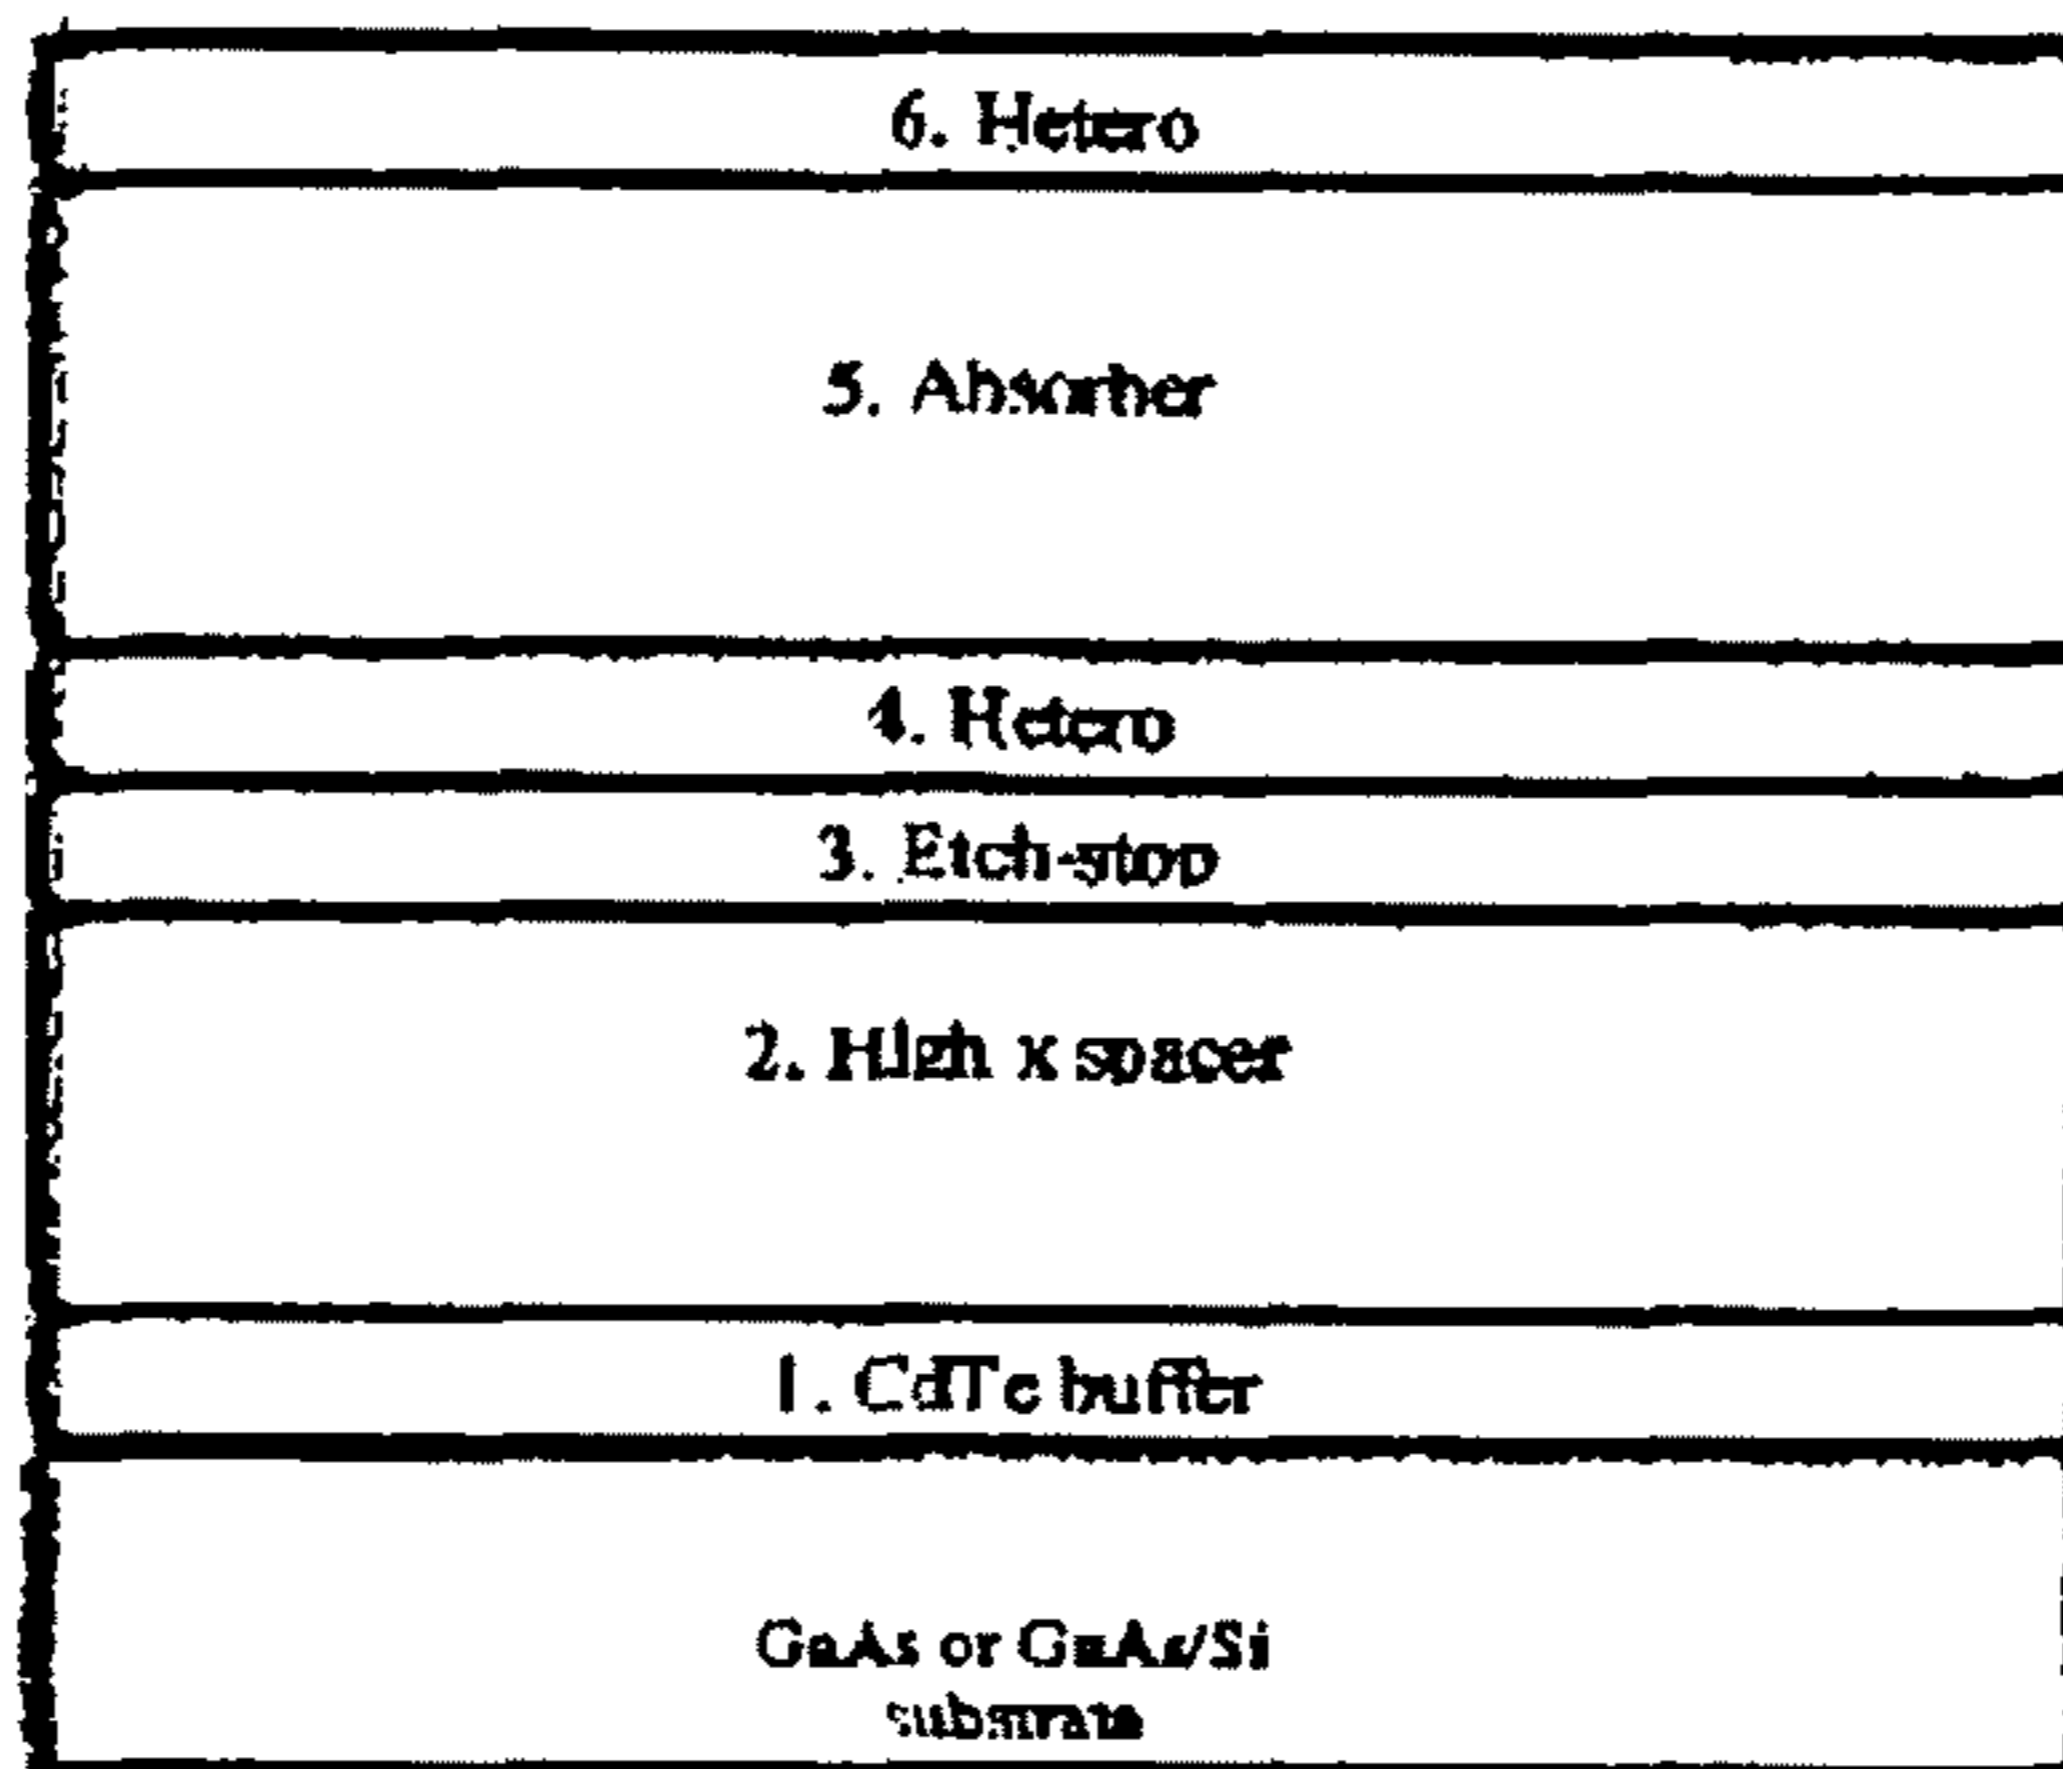 6. Hetero
5. Absorber
4. Hetero
3. Etch-stop
2. High x spacer
1. CdTe buffer
GaAs or GaAs/Si
substrate